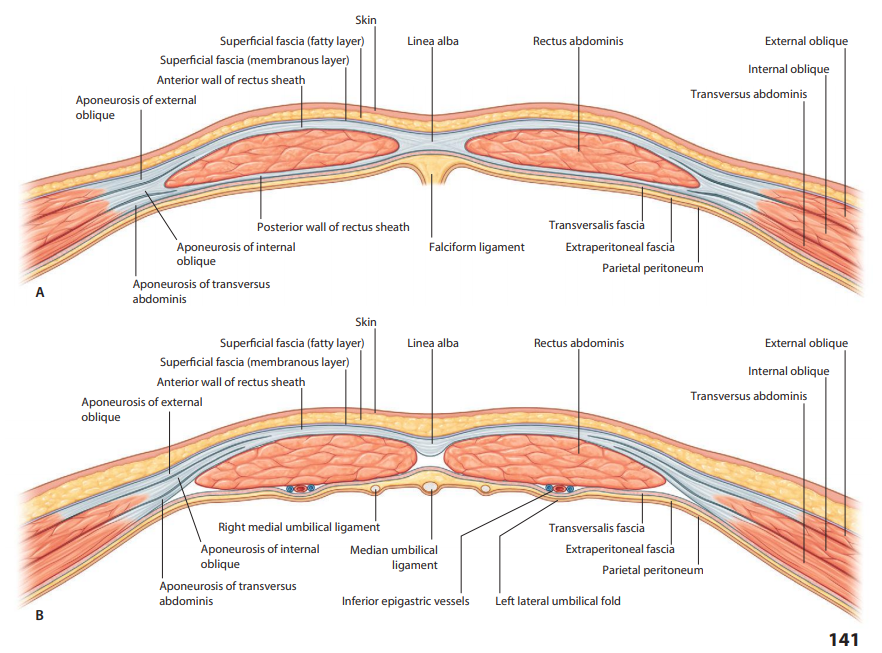 Skin
Superficial fascia (fatty layer)
Linea alba
Rectus abdominis
External oblique
Superficial fascia (membranous layer)
Internal oblique
Anterior wall of rectus sheath
Transversus abdominis
Aponeurosis of external
oblique
Posterior wall of rectus sheath
Transversalis fascia
Aponeurosis of internal
oblique
Falciform ligament
Extraperitoneal fascia
Parietal peritoneum
Aponeurosis of transversus
abdominis
A
Skin
Superficial fascia (fatty layer)
Linea alba
Rectus abdominis
External oblique
Superficial fascia (membranous layer)
Internal oblique
Anterior wall of rectus sheath
Transversus abdominis
Aponeurosis of external
oblique
Right medial umbilical ligament
Transversalis fascia
Aponeurosis of internal
oblique
Median umbilical
ligament
Extraperitoneal fascia
Parietal peritoneum
Aponeurosis of transversus
abdominis
Inferior epigastric vessels
Left lateral umbilical fold
B
141